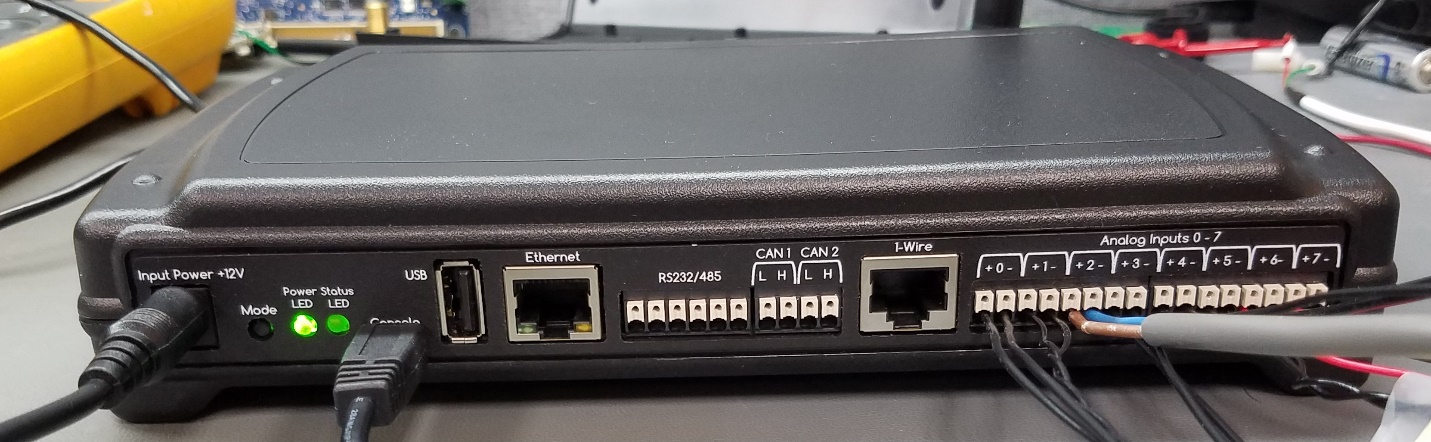 Input Power +12V
Mode
Power Status
LED LED
Console
USB
Ethernet
RS232/485
CAN 1 CAN 2
L H L H
1-Wire
Analog Inputs 0 - 7
+0- +1- +2- +3- +4- +5- +6- +7-